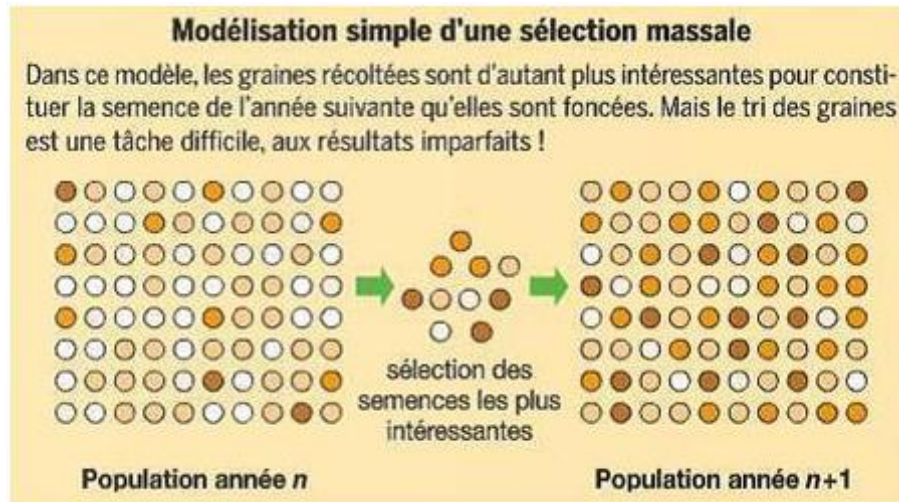 Modélisation simple d'une sélection massale
Dans ce modèle, les graines récoltées sont d'autant plus intéressantes pour consti-
tuer la semence de l'année suivante qu'elles sont foncées. Mais le tri des graines
est une tâche difficile, aux résultats imparfaits !
sélection des
semences les plus
intéressantes
Population année n
Population année n+1